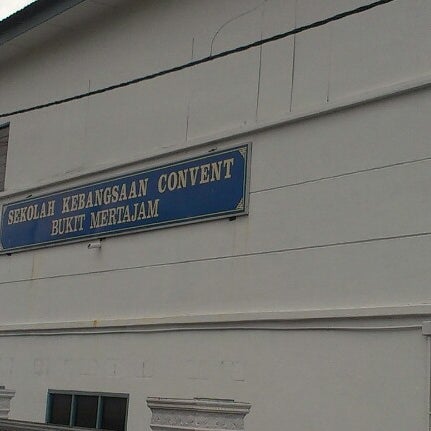 SEKOLAH KEBANGSAAN CONVENT
BUKIT MERTAJAM